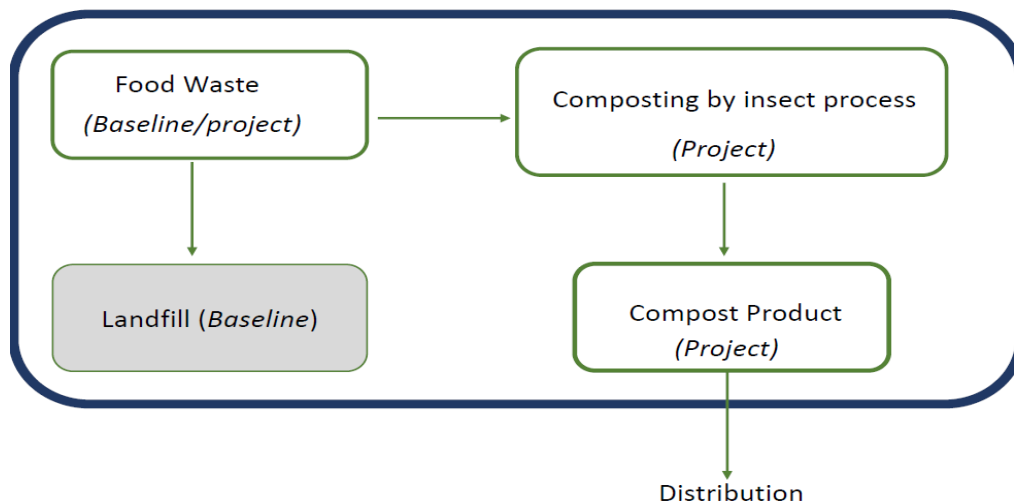 Food Waste
(Baseline/project)
Composting by insect process
(Project)
Landfill (Baseline)
Compost Product
(Project)
Distribution